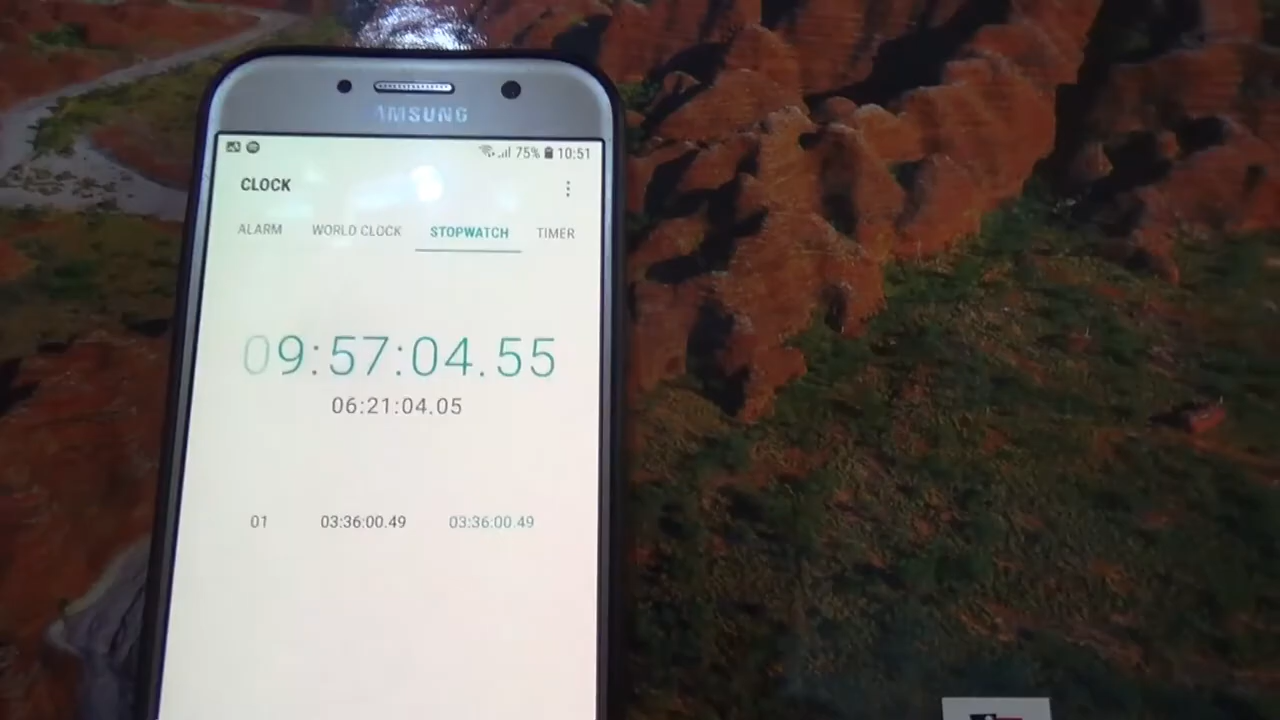 SAMSUNG
75% 10:51
CLOCK
ALARM WORLD CLOCK STOPWATCH TIMER
09:57:04.55
06:21:04.05
01 03:36:00.49 03:36:00.49